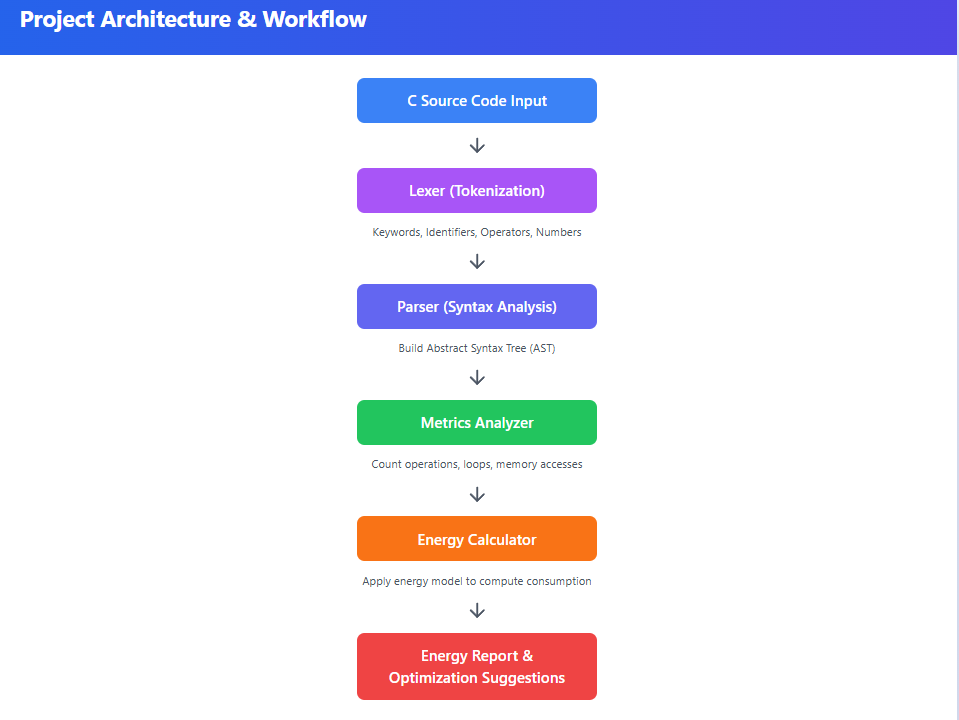 Project Architecture & Workflow
C Source Code Input
Lexer (Tokenization)
Keywords, Identifiers, Operators, Numbers
Parser (Syntax Analysis)
Build Abstract Syntax Tree (AST)
Metrics Analyzer
Count operations, loops, memory accesses
Energy Calculator
Apply energy model to compute consumption
Energy Report &
Optimization Suggestions